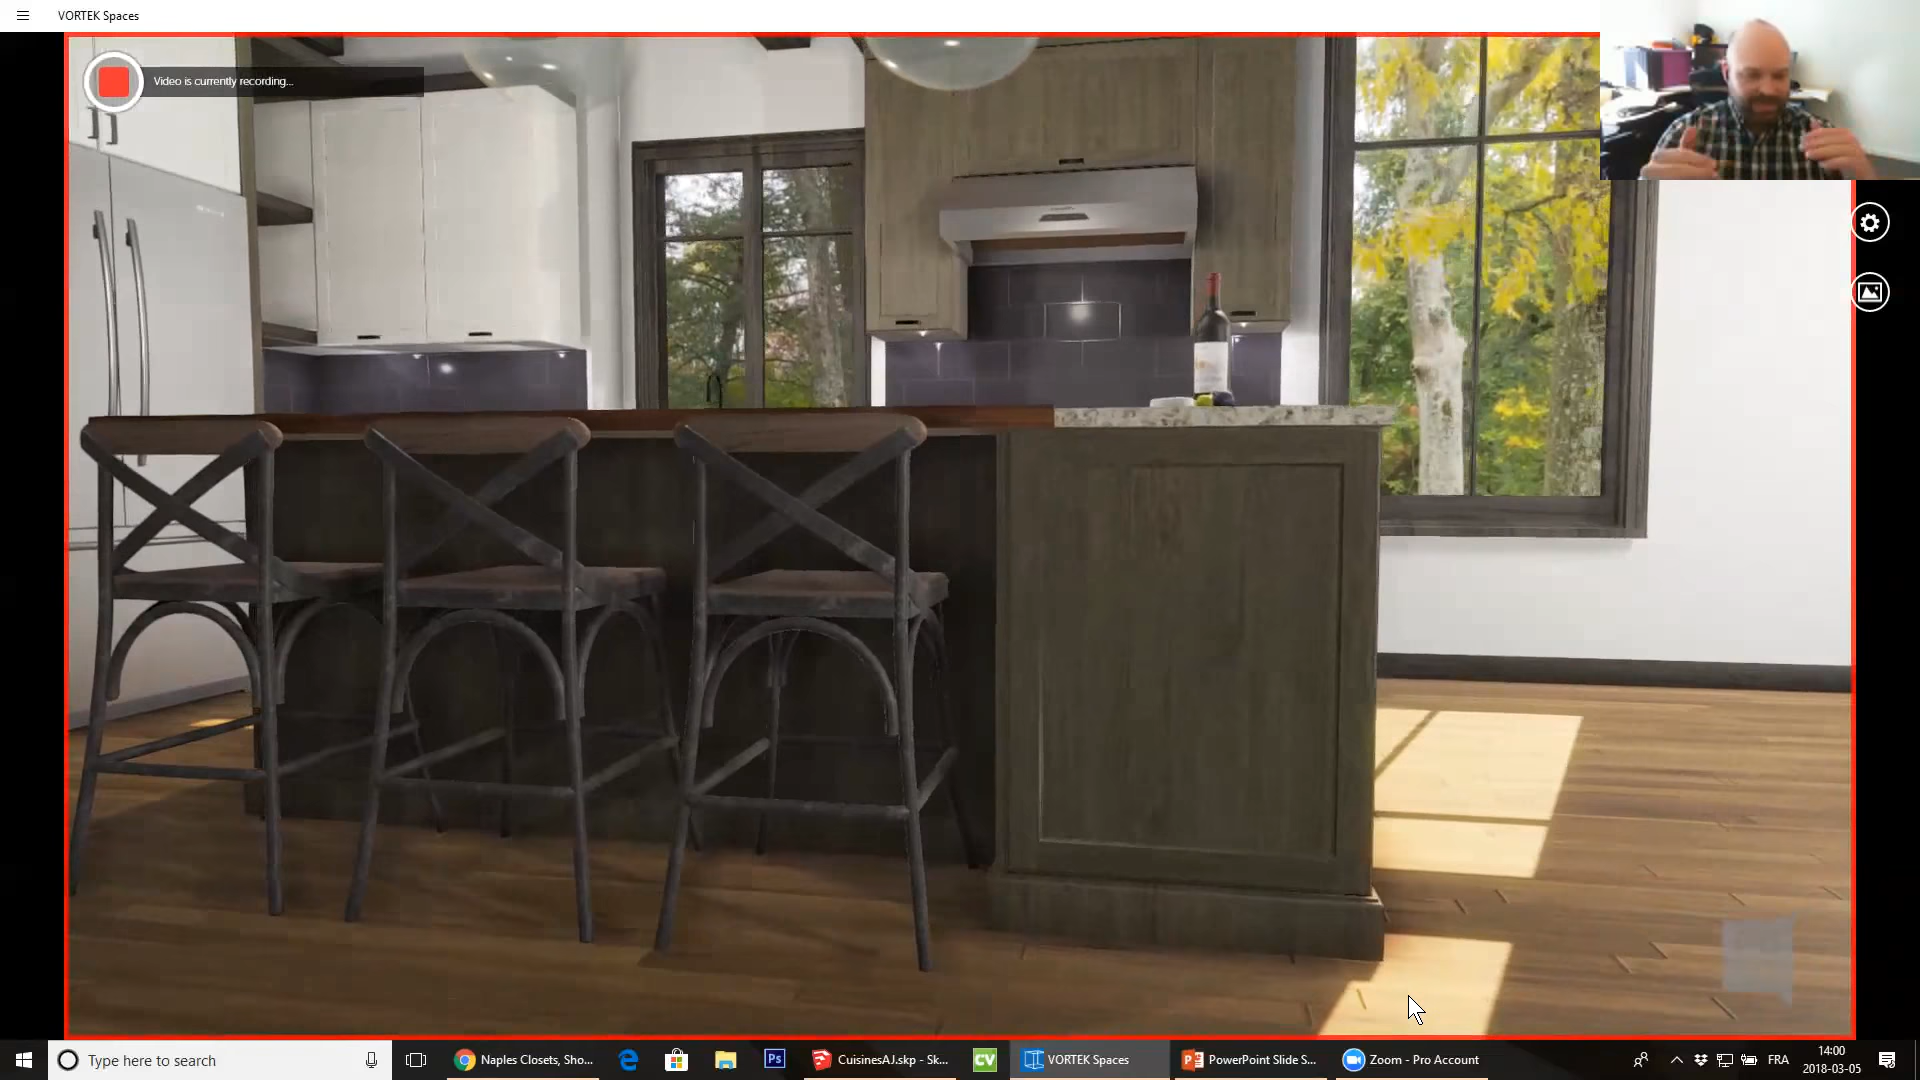 VORTEK Spaces
Video is currently recording...
Type here to search
Naples Closets, Sho...
Ps
CuisinesAJ.skp - Sk...
CV
VORTEK Spaces
PowerPoint Slide S...
Zoom - Pro Account
FRA
14:00
2018-03-05